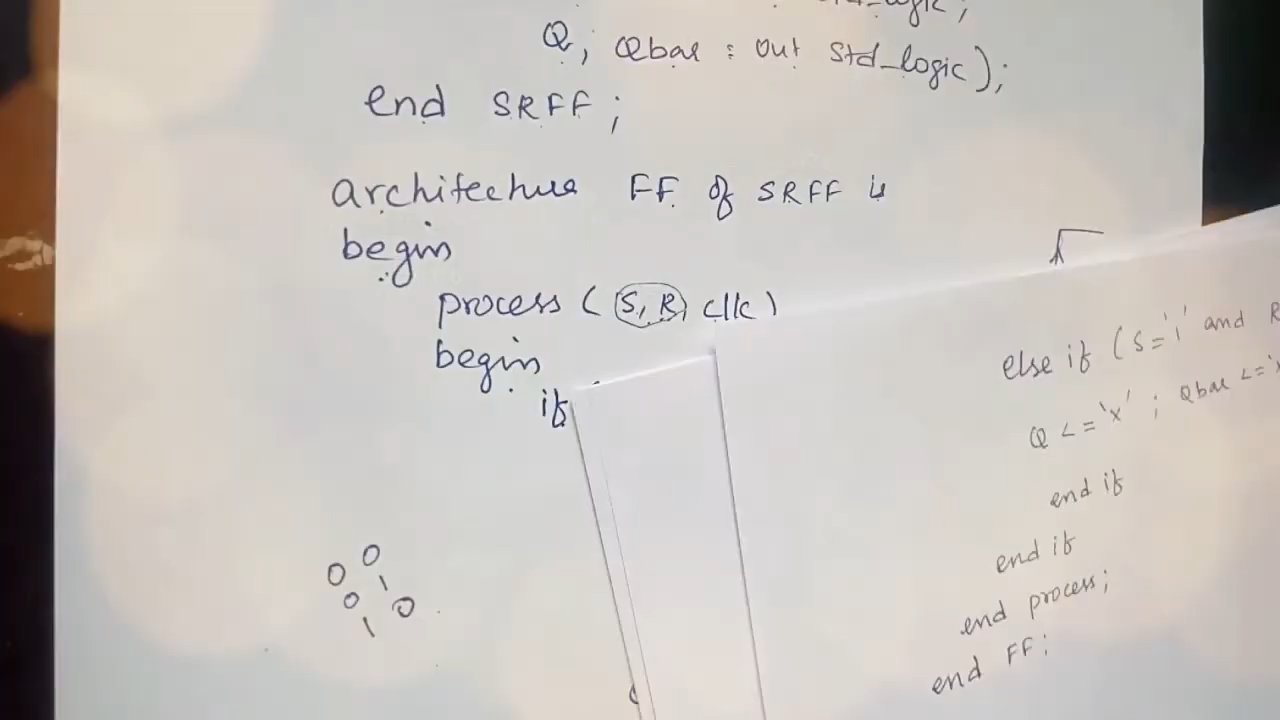 Q, Qbar : out std_logic);
end SRFF ;
architecture FF of SRFF is
begin
process ( S, R, clk )
begin
if
0 0
0 1
1 0
else if (S='1' and R
Q <= 'x' ; Qbar <= 'x
end if
end if
end process;
end FF;